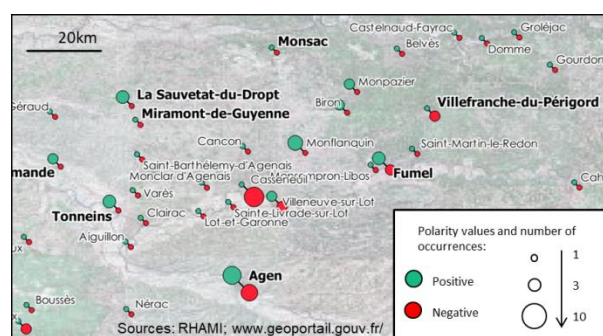 20km
Castelnaud-Fayrac
Groléjac
Monsac
Belvès
Domme
Gourdon
Monpazier
La Sauvetat-du-Dropt
Biron
Villefranche-du-Périgord
Géraud
Miramont-de-Guyenne
Cancon
Monflanquin
Saint-Martin-le-Redon
Saint-Barthélemy-d'Agenais
mande
Monclar d'Agenais
Casseneuil
Monsempron-Libos
Fumel
Cah
Varès
Villeneuve-sur-Lot
Tonneins
Sainte-Livrade-sur-Lot
Clairac
Lot-et-Garonne
Aiguillon
Agen
Boussès
Nérac
Sources: RHAMI; www.geoportail.gouv.fr/
Polarity values and number of
occurrences:
1
Positive
3
Negative
10